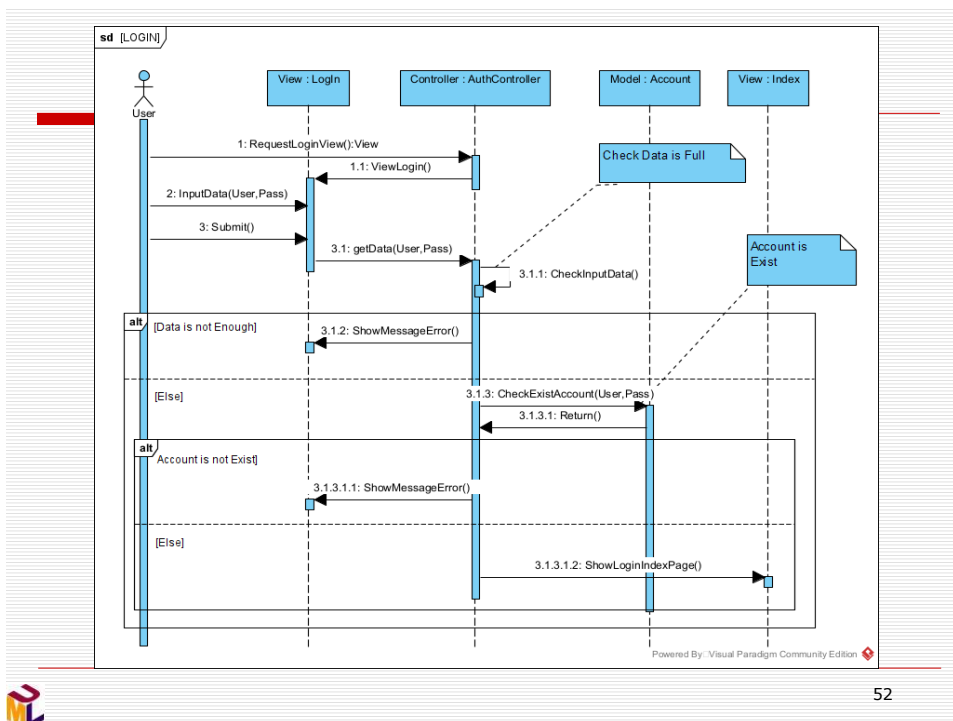 sd [LOGIN]
View : LogIn
Controller : AuthController
Model : Account
View : Index
User
1: RequestLoginView():View
Check Data is Full
1.1: ViewLogin()
2: InputData(User,Pass)
3: Submit()
3.1: getData(User,Pass)
Account is
Exist
3.1.1: CheckInputData()
alt
[Data is not Enough]
3.1.2: ShowMessageError()
[Else]
3.1.3: CheckExistAccount(User,Pass)
3.1.3.1: Return()
alt
Account is not Exist]
3.1.3.1.1: ShowMessageError()
[Else]
3.1.3.1.2: ShowLoginIndexPage()
Powered By Visual Paradigm Community Edition
52
UML